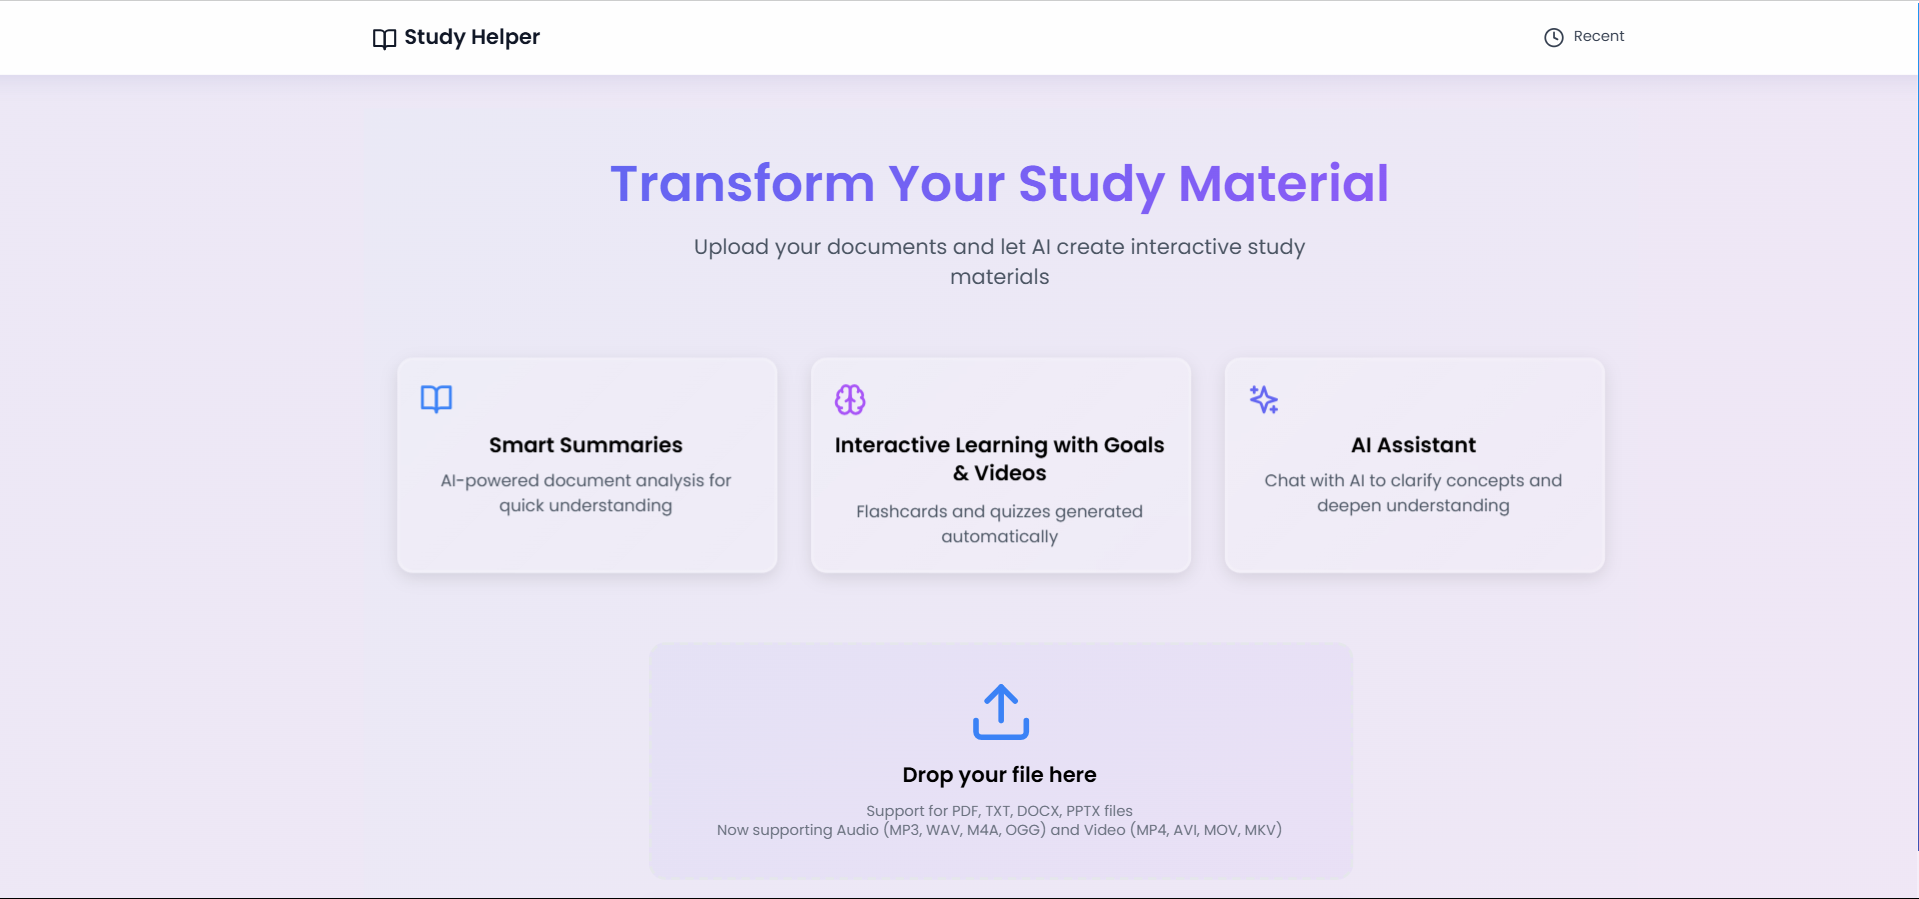 Study Helper
Recent
Transform Your Study Material
Upload your documents and let AI create interactive study
materials
Smart Summaries
AI-powered document analysis for
quick understanding
Interactive Learning with Goals
& Videos
Flashcards and quizzes generated
automatically
AI Assistant
Chat with AI to clarify concepts and
deepen understanding
Drop your file here
Support for PDF, TXT, DOCX, PPTX files
Now supporting Audio (MP3, WAV, M4A, OGG) and Video (MP4, AVI, MOV, MKV)